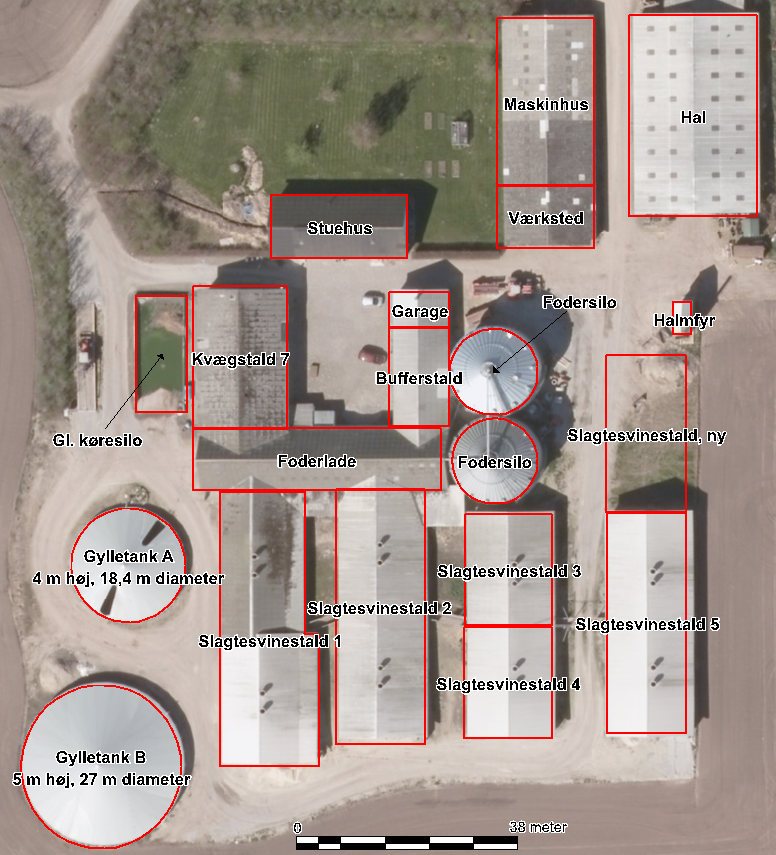 Maskinhus
Hal
Værksted
Stuehus
Fodersilo
Garage
Halmfyr
Kvægstald 7
Bufferstald
Gl. køresilo
Slagtesvinestald, ny
Foderlade
Fodersilo
Gylletank A
4 m høj, 18,4 m diameter
Slagtesvinestald 3
Slagtesvinestald 2
Slagtesvinestald 5
Slagtesvinestald 1
Slagtesvinestald 4
Gylletank B
5 m høj, 27 m diameter
0 38 meter